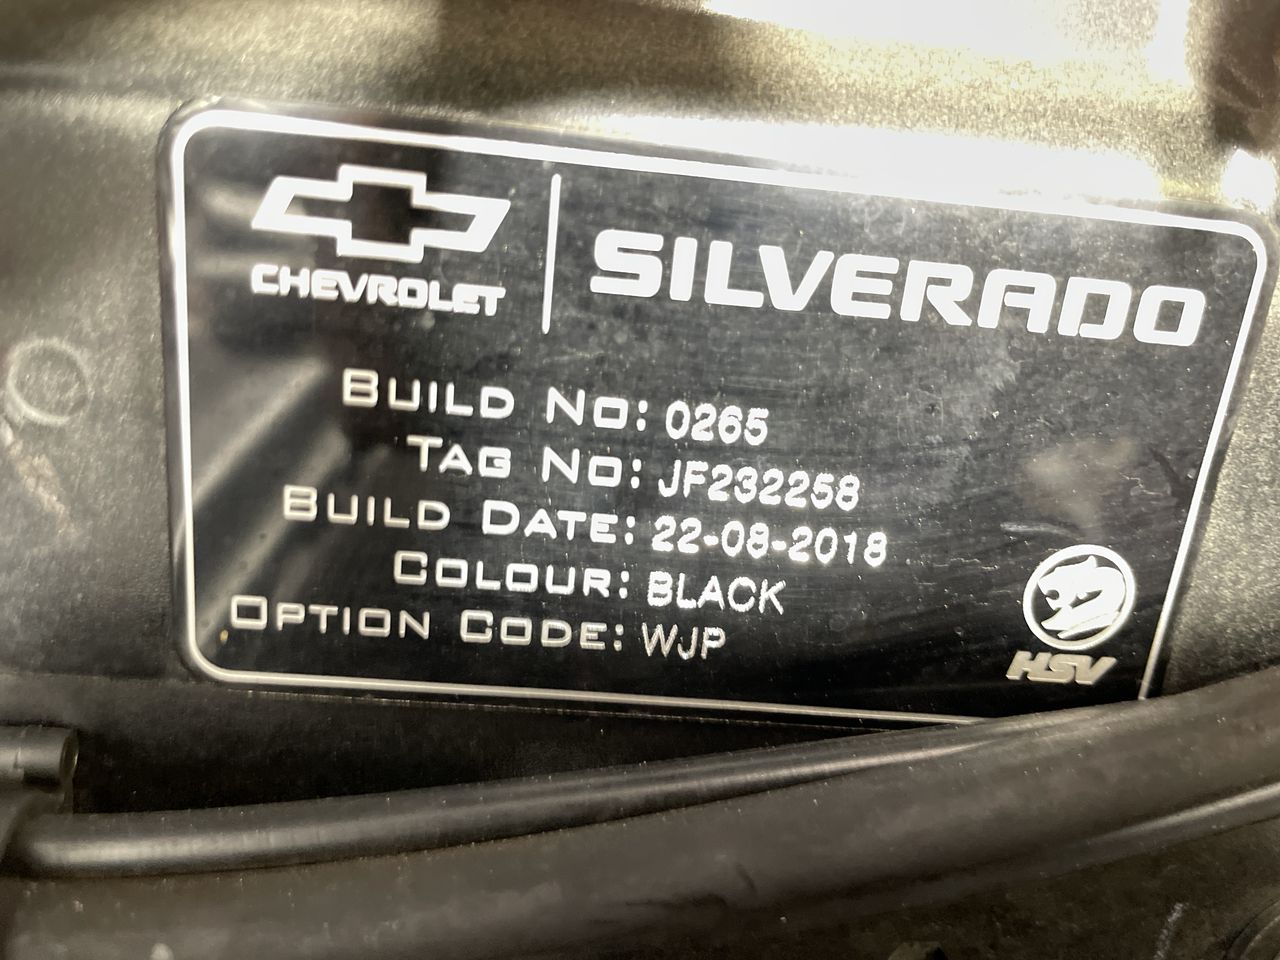 CHEVROLET
SILVERADO
BUILD NO: 0265
TAG NO: JF232258
BUILD DATE: 22-08-2018
COLOUR: BLACK
OPTION CODE: WJP
HSV